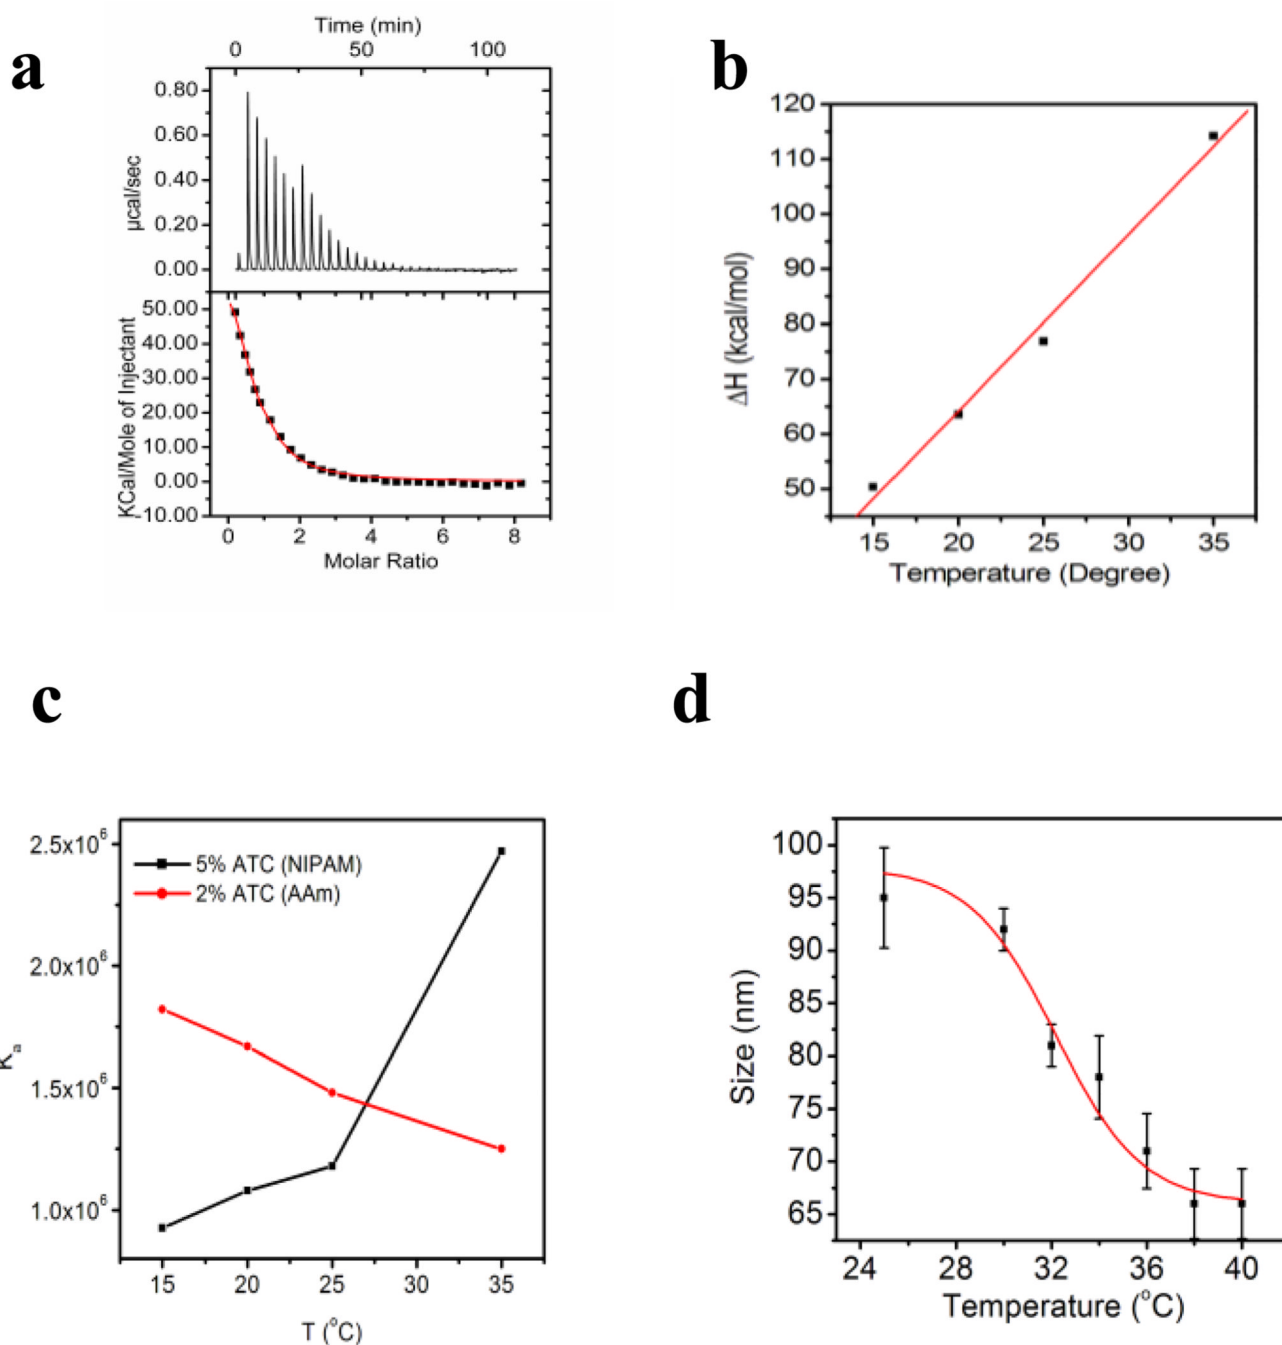 a
Time (min)
0 50 100
0.80
0.60
0.40
0.20
0.00
µcal/sec
50.00
40.00
30.00
20.00
10.00
0.00
-10.00
KCal/Mole of Injectant
0 2 4 6 8
Molar Ratio
b
120
110
100
90
80
70
60
50
ΔH (kcal/mol)
15 20 25 30 35
Temperature (Degree)
c
2.5x10⁶
2.0x10⁶
1.5x10⁶
1.0x10⁶
5% ATC (NIPAM)
2% ATC (AAm)
Kₐ
15 20 25 30 35
T (°C)
d
100
95
90
85
80
75
70
65
Size (nm)
24 28 32 36 40
Temperature (°C)